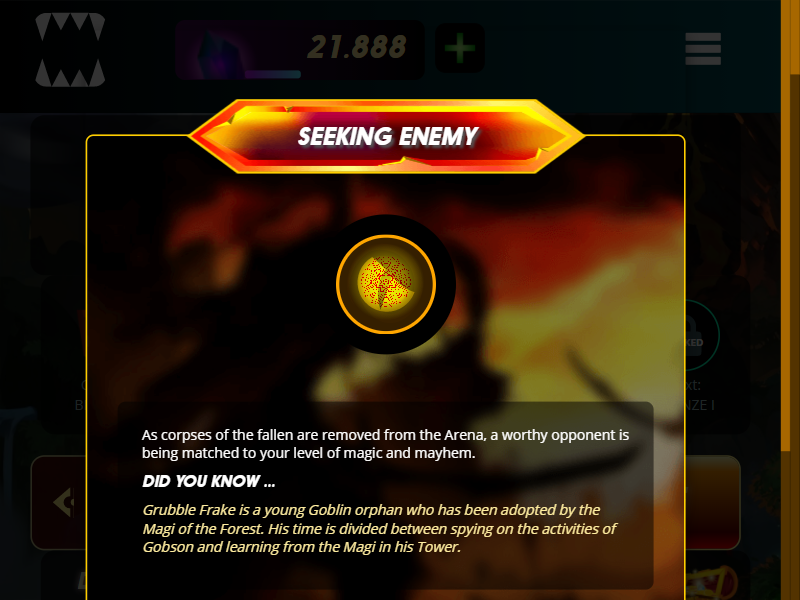 21.888
SEEKING ENEMY
KED
xt:
NZE I
As corpses of the fallen are removed from the Arena, a worthy opponent is
being matched to your level of magic and mayhem.
DID YOU KNOW ...
Grubble Frake is a young Goblin orphan who has been adopted by the
Magi of the Forest. His time is divided between spying on the activities of
Gobson and learning from the Magi in his Tower.